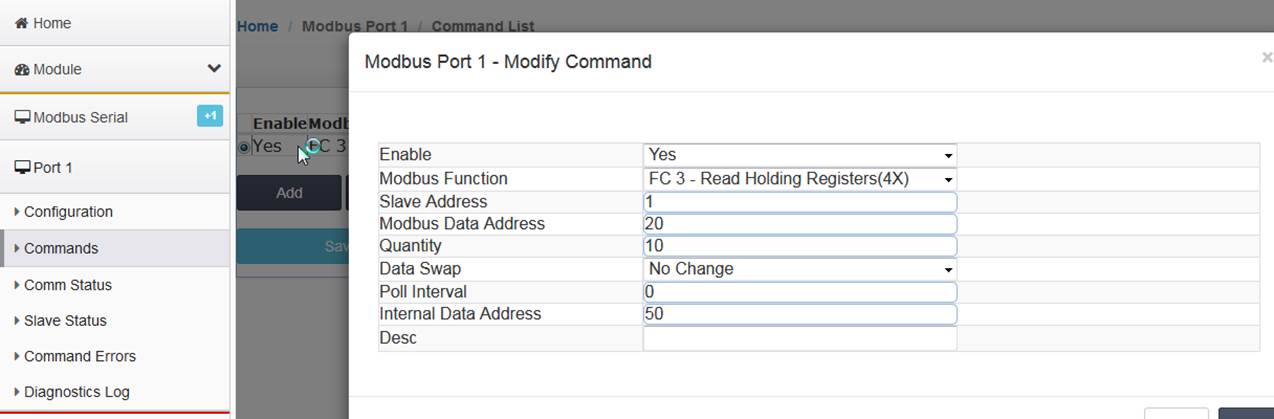 Home
Module
Modbus Serial +1
Port 1
Configuration
Commands
Comm Status
Slave Status
Command Errors
Diagnostics Log
Home / Modbus Port 1 / Command List
Enable Modb
Yes FC 3
Add
Sav
Modbus Port 1 - Modify Command ×
Enable Yes
Modbus Function FC 3 - Read Holding Registers(4X)
Slave Address 1
Modbus Data Address 20
Quantity 10
Data Swap No Change
Poll Interval 0
Internal Data Address 50
Desc